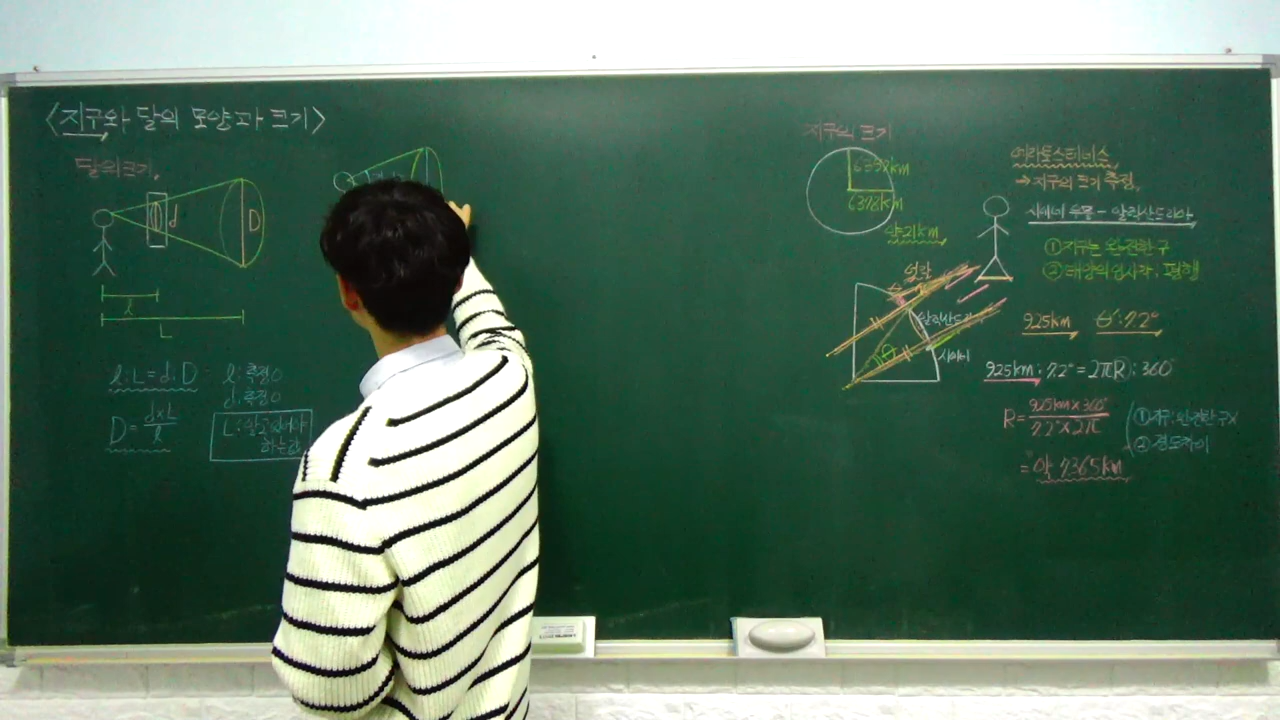 <지구와 달의 모양과 크기>
달의 크기.
d
D
l
L
l : L = d : D
l : 측정 ○
d : 측정 ○
D = d×L / l
L : 알고 있어야
하는 값
지구의 크기
km
6378km
약 21km
에라토스테네스
→ 지구의 크기 측정.
시에네 우물 - 알렉산드리아
① 지구는 완전한 구
② 태양의 입사각. 평행
알렉산드리아
시에네
θ
925km θ' : 7.2°
925km : 7.2° = 2πR : 360°
R = 925km×360° / 7.2°×2π
① 지구: 완전한 구 X
② 경도차이
= 약 7365km